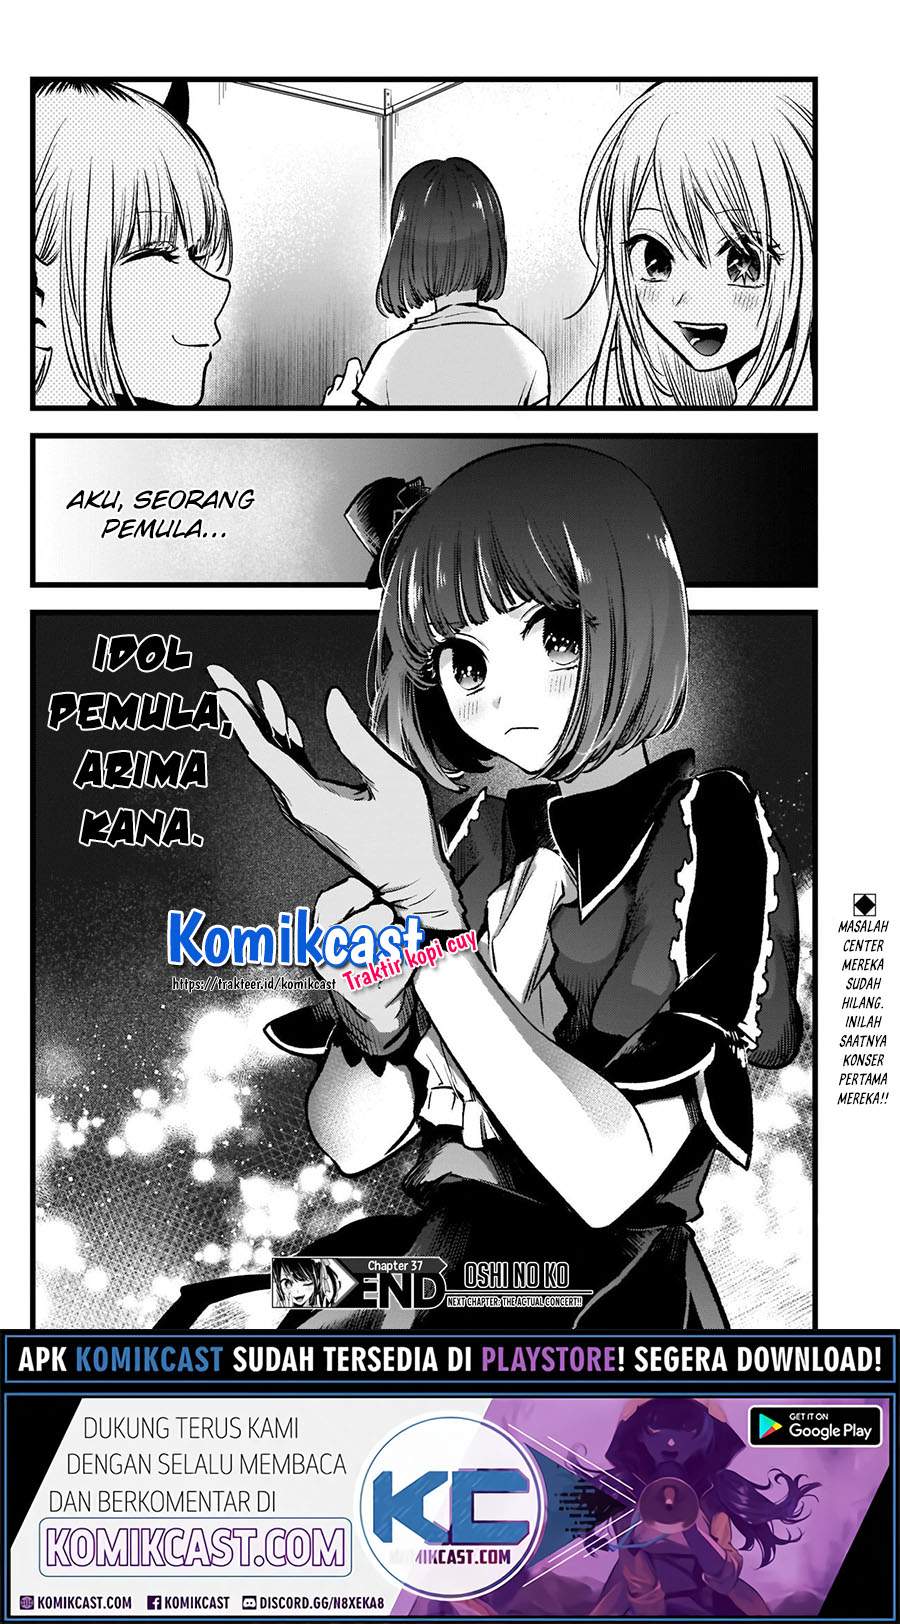 AKU, SEORANG
PEMULA...
IDOL
PEMULA,
ARIMA
KANA.
Komikcast
Traktir kopi cuy
https://trakteer.id/komikcast
MASALAH
CENTER
MEREKA
SUDAH
HILANG.
INILAH
SAATNYA
KONSER
PERTAMA
MEREKA!!
Chapter 37
END
OSHI NO KO
NEXT CHAPTER: THE ACTUAL CONCERT!!
APK KOMIKCAST SUDAH TERSEDIA DI PLAYSTORE! SEGERA DOWNLOAD!
DUKUNG TERUS KAMI
DENGAN SELALU MEMBACA
DAN BERKOMENTAR DI
KOMIKCAST.COM
KC
KOMIKCAST.COM
GET IT ON
Google Play
KOMIKCAST.COM
KOMIKCAST
DISCORD.GG/N8XEKA8